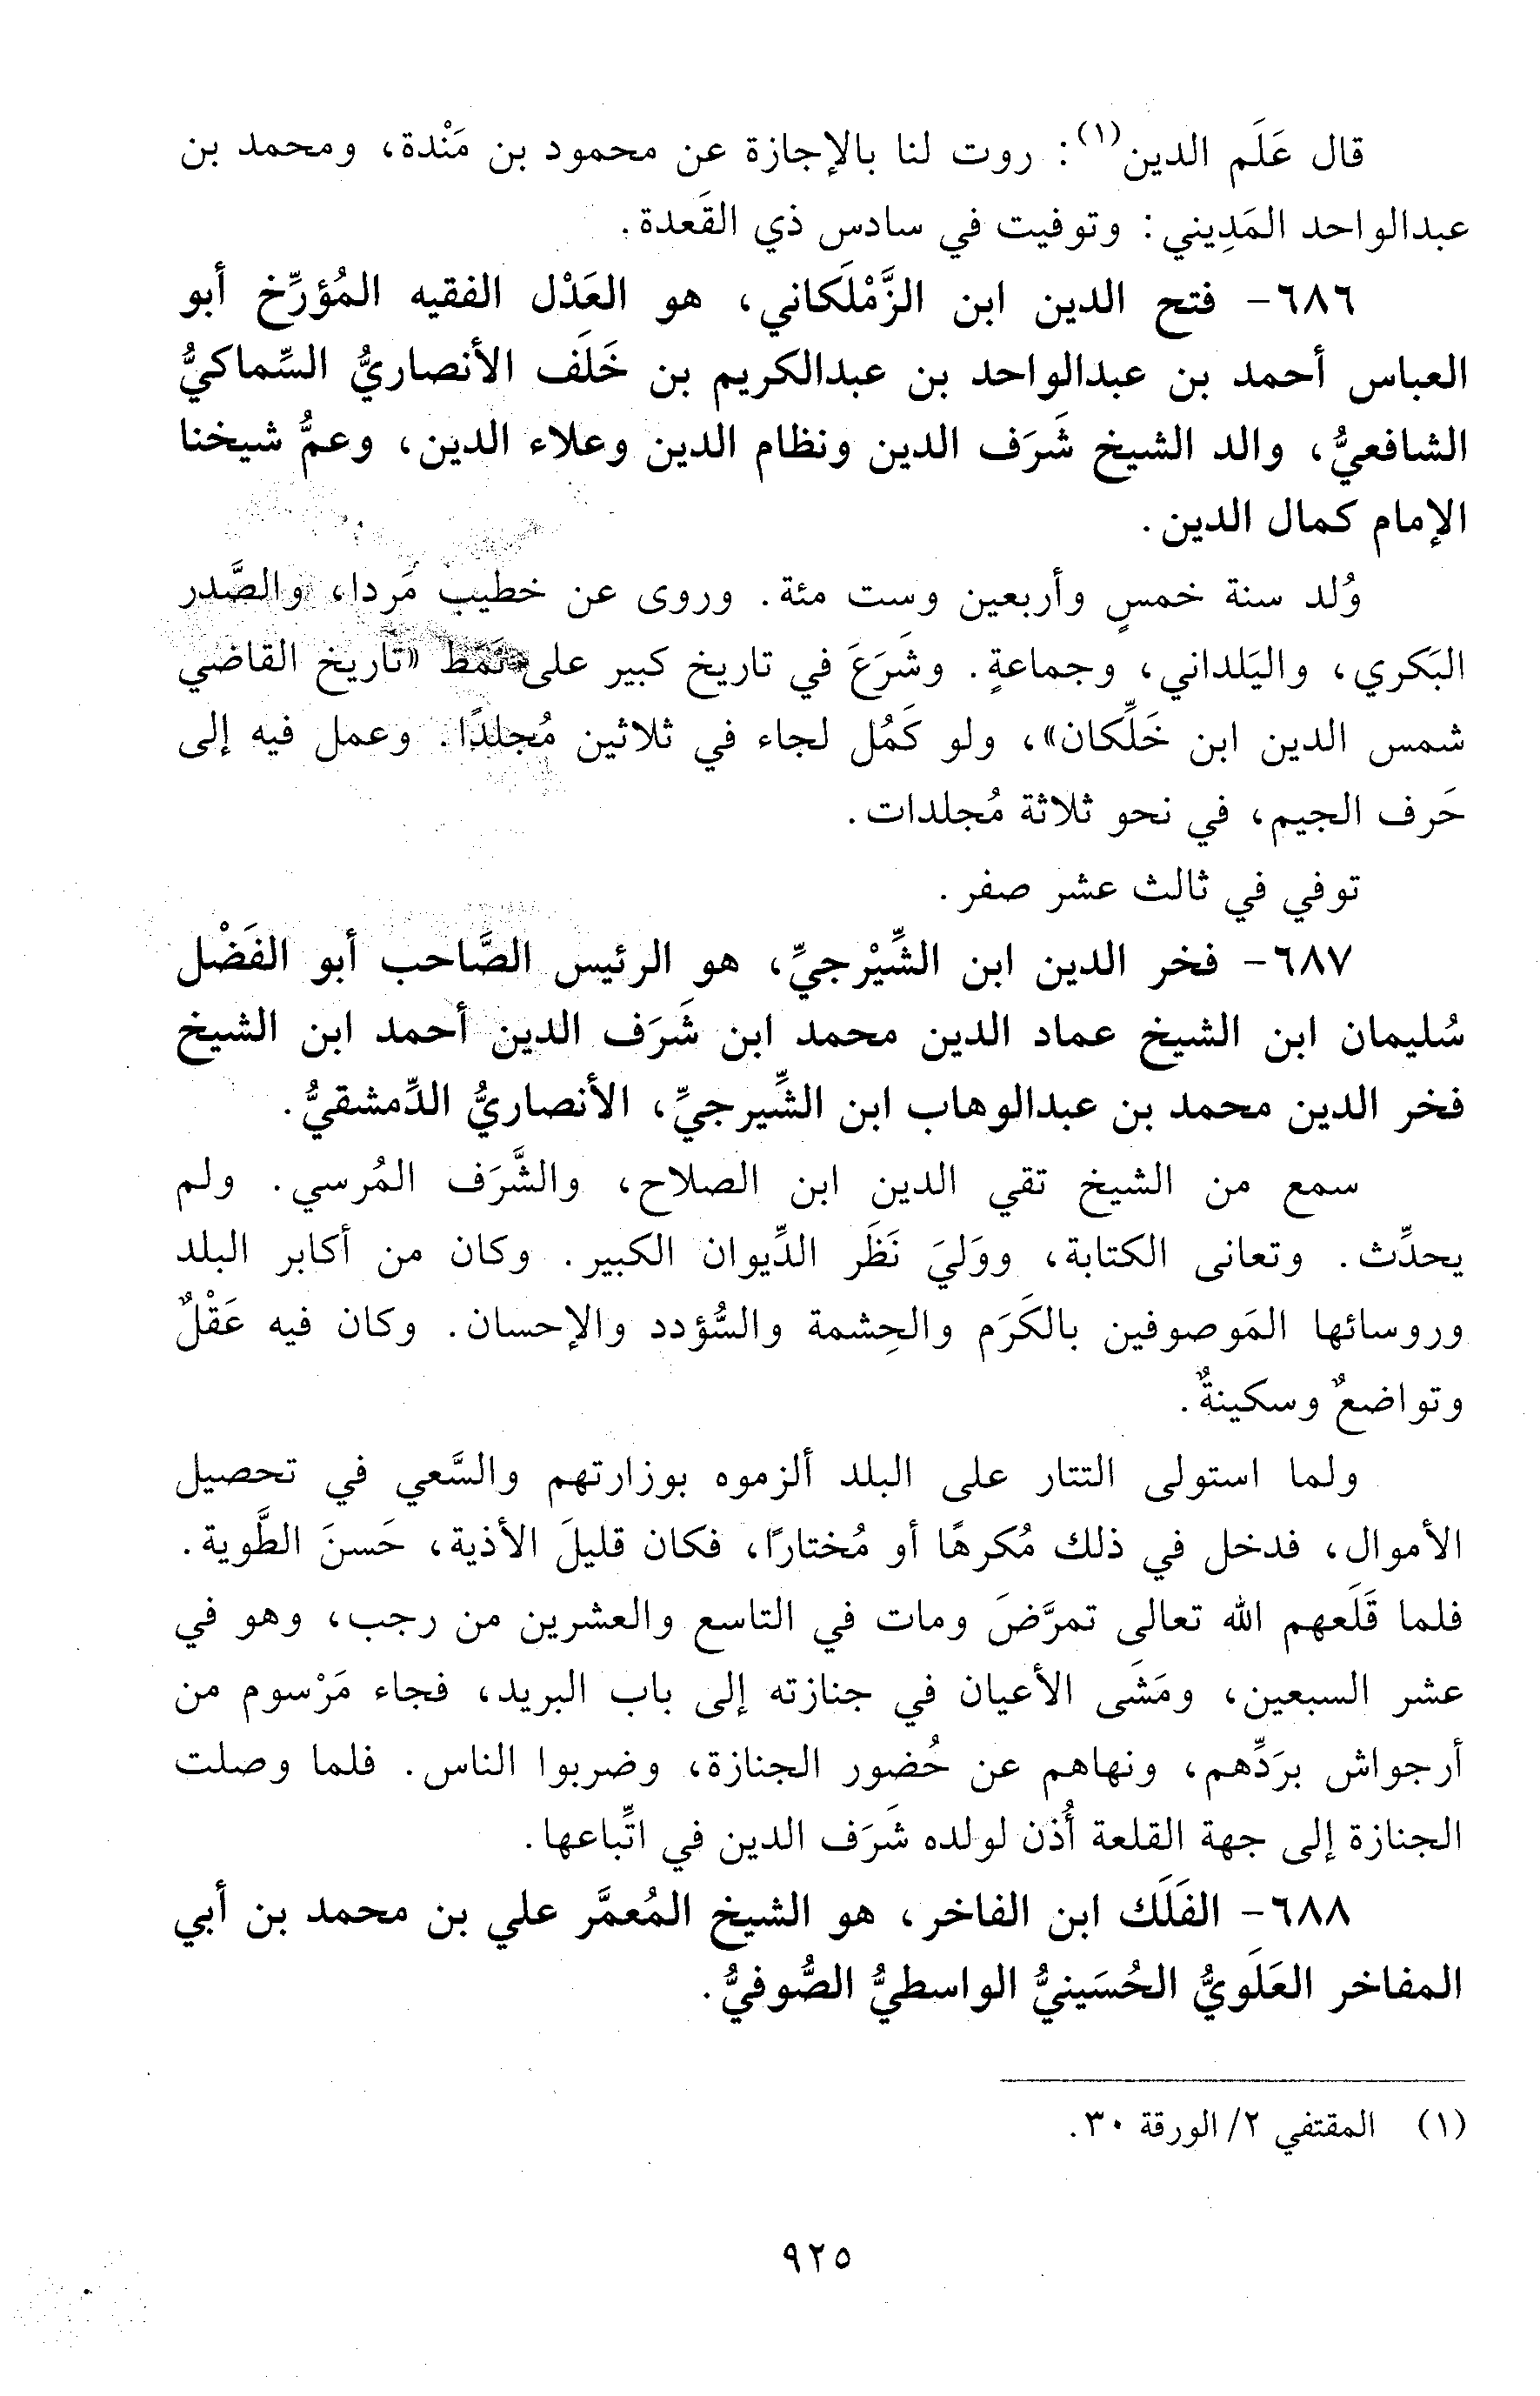 قال عَلَم الدين(١): روت لنا بالإجازة عن محمود بن مَنْدة، ومحمد بن
عبدالواحد المَدِيني: وتوفيت في سادس ذي القَعدة.
٦٨٦- فتح الدين ابن الزَّمْلَكاني، هو العَدْل الفقيه المُؤرِّخ أبو
العباس أحمد بن عبدالواحد بن عبدالكريم بن خَلَف الأنصاريُّ السِّماكيُّ
الشافعيُّ، والد الشيخ شَرَف الدين ونظام الدين وعلاء الدين، وعمُّ شيخنا
الإمام كمال الدين.
وُلد سنة خمسٍ وأربعين وست مئة. وروى عن خطيب مَردا، والصَّدر
البَكري، واليَلداني، وجماعةٍ. وشَرَعَ في تاريخ كبير على نَمَط «تاريخ القاضي
شمس الدين ابن خَلِّكان»، ولو كَمُل لجاء في ثلاثين مُجلدًا. وعمل فيه إلى
حَرف الجيم، في نحو ثلاثة مُجلدات.
توفي في ثالث عشر صفر.
٦٨٧- فخر الدين ابن الشِّيْرجيِّ، هو الرئيس الصَّاحب أبو الفَضْل
سُليمان ابن الشيخ عماد الدين محمد ابن شَرَف الدين أحمد ابن الشيخ
فخر الدين محمد بن عبدالوهاب ابن الشِّيرجيِّ، الأنصاريُّ الدِّمشقيُّ.
سمع من الشيخ تقي الدين ابن الصلاح، والشَّرَف المُرسي. ولم
يحدِّث. وتعانى الكتابة، ووَليَ نَظَر الدِّيوان الكبير. وكان من أكابر البلد
وروسائها المَوصوفين بالكَرَم والحِشمة والسُّؤدد والإحسان. وكان فيه عَقْلٌ
وتواضعٌ وسكينةٌ.
ولما استولى التتار على البلد ألزموه بوزارتهم والسَّعي في تحصيل
الأموال، فدخل في ذلك مُكرهًا أو مُختارًا، فكان قليلَ الأذية، حَسنَ الطَّوية.
فلما قَلَعهم الله تعالى تمرَّضَ ومات في التاسع والعشرين من رجب، وهو في
عشر السبعين، ومَشَى الأعيان في جنازته إلى باب البريد، فجاء مَرْسوم من
أرجواش برَدِّهم، ونهاهم عن حُضور الجنازة، وضربوا الناس. فلما وصلت
الجنازة إلى جهة القلعة أُذن لولده شَرَف الدين في اتِّباعها.
٦٨٨- الفَلَك ابن الفاخر، هو الشيخ المُعمَّر علي بن محمد بن أبي
المفاخر العَلَويُّ الحُسَينيُّ الواسطيُّ الصُّوفيُّ.
(١) المقتفي ٢/ الورقة ٣٠.
٩٢٥